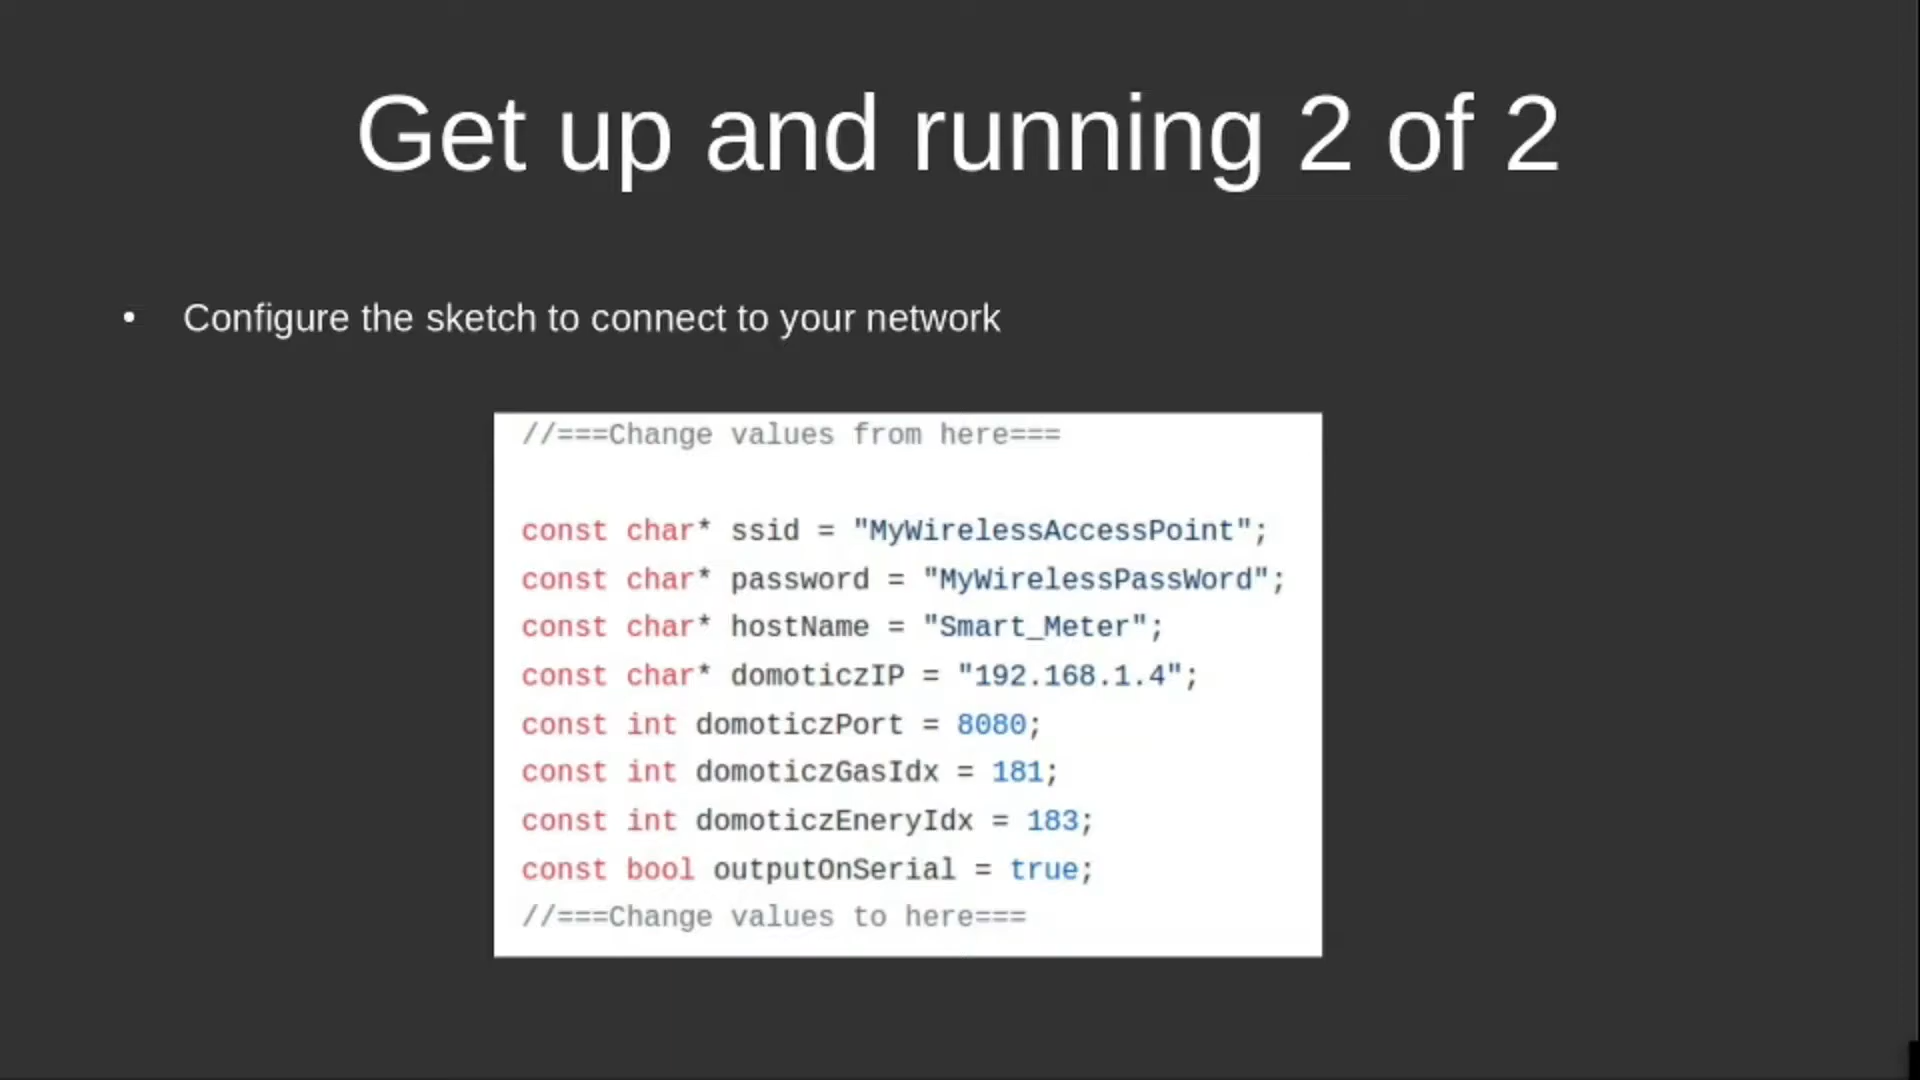 Get up and running 2 of 2
• Configure the sketch to connect to your network
//===Change values from here===
const char* ssid = "MyWirelessAccessPoint";
const char* password = "MyWirelessPassWord";
const char* hostName = "Smart_Meter";
const char* domoticzIP = "192.168.1.4";
const int domoticzPort = 8080;
const int domoticzGasIdx = 181;
const int domoticzEneryIdx = 183;
const bool outputOnSerial = true;
//===Change values to here===